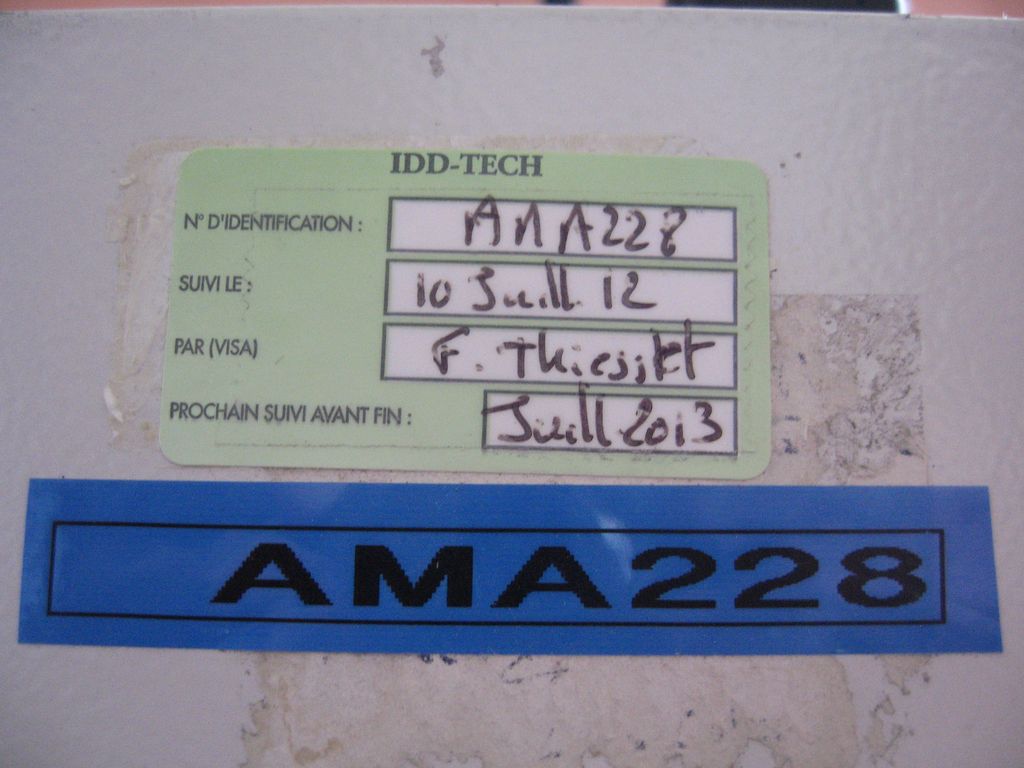 IDD-TECH
N° D'IDENTIFICATION : AMA228
SUIVI LE : 10 Juill. 12
PAR (VISA) F.
PROCHAIN SUIVI AVANT FIN : Juill 2013
AMA228